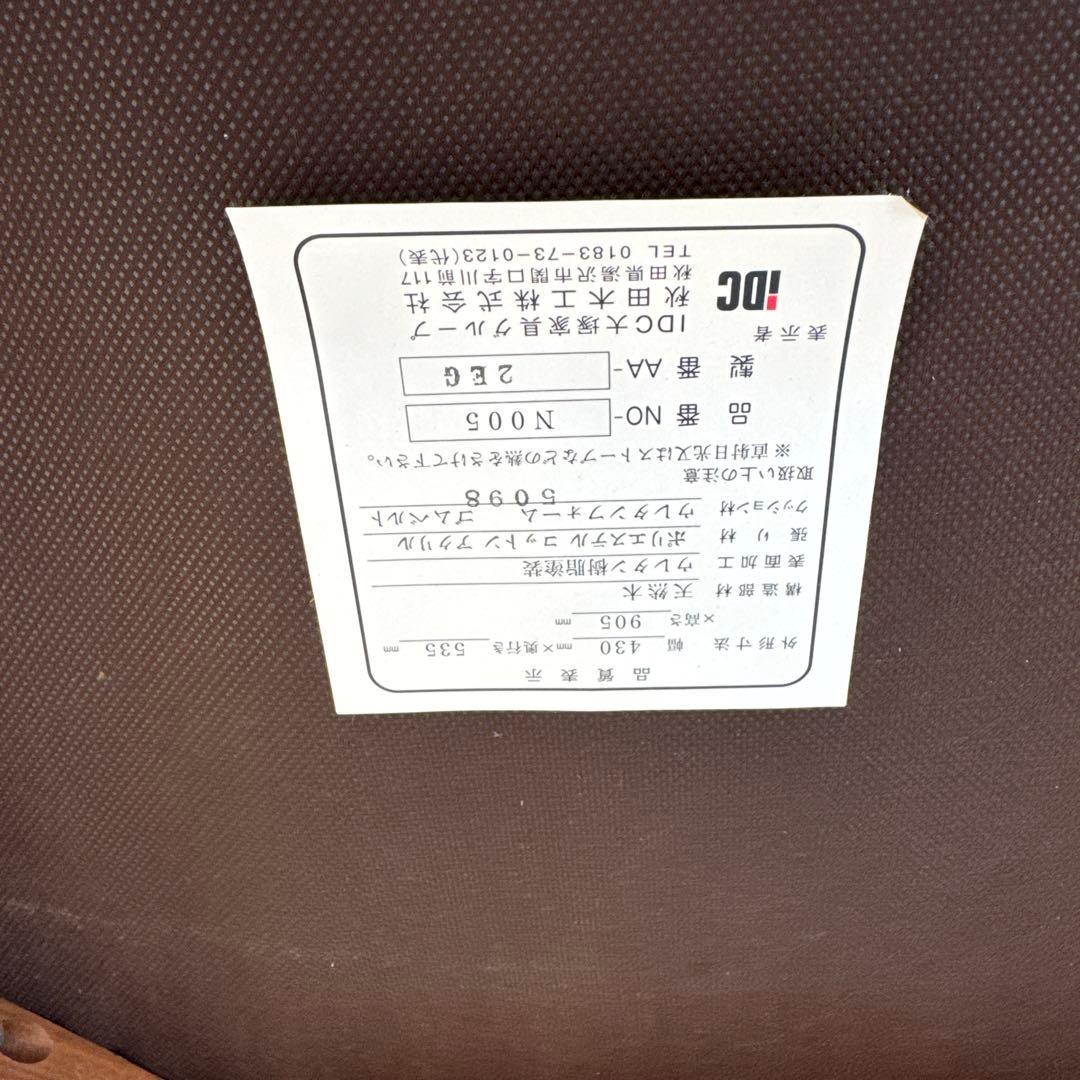 品質表示
外形寸法 幅 430 mm×奥行き 535 mm
×高さ 905 mm
構造部材 天然木
表面加工 ウレタン樹脂塗装
張り材 ポリエステル コットン アクリル
クッション材 ウレタンフォーム ゴムベルト
5098
取扱い上の注意
※直射日光又はストーブなどの熱をさけて下さい。
品番 NO- N005
製番 AA- 2EG
表示者
iDC
IDC大塚家具グループ
秋田木工株式会社
秋田県湯沢市関口字川前117
TEL 0183-73-0123(代表)